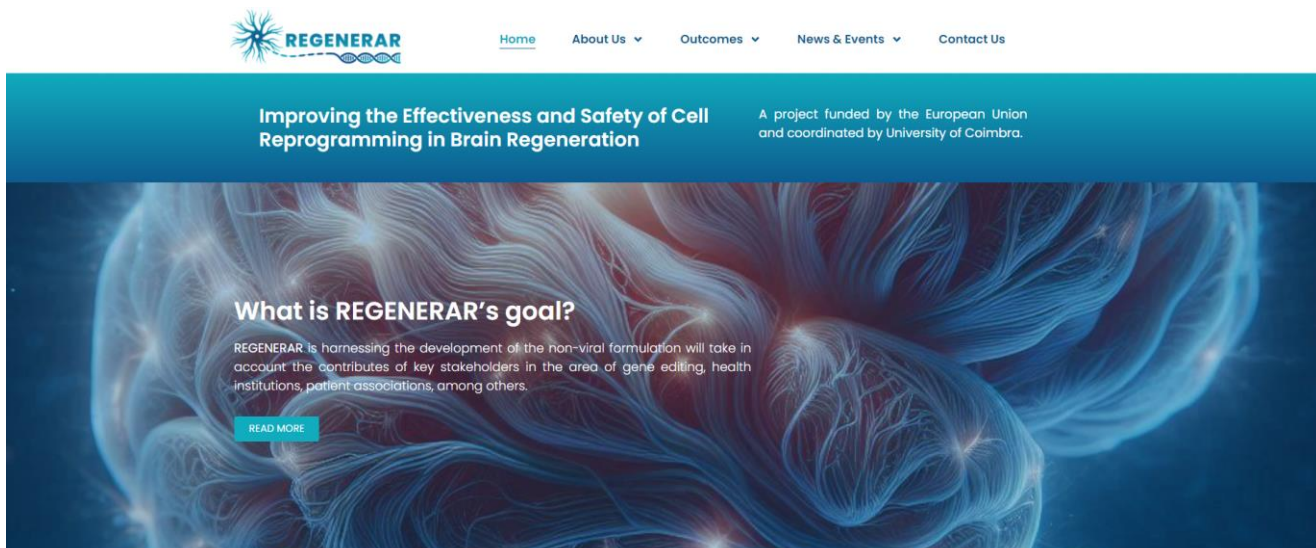 REGENERAR
Home About Us Outcomes News & Events Contact Us
Improving the Effectiveness and Safety of Cell
Reprogramming in Brain Regeneration
A project funded by the European Union
and coordinated by University of Coimbra.
What is REGENERAR’s goal?
REGENERAR is harnessing the development of the non-viral formulation will take in
account the contributes of key stakeholders in the area of gene editing, health
institutions, patient associations, among others.
READ MORE